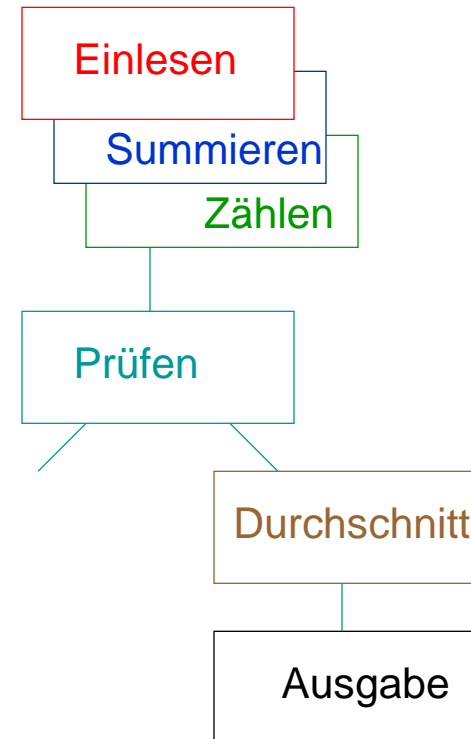 Einlesen
Summieren
Zählen
Prüfen
Durchschnitt
Ausgabe